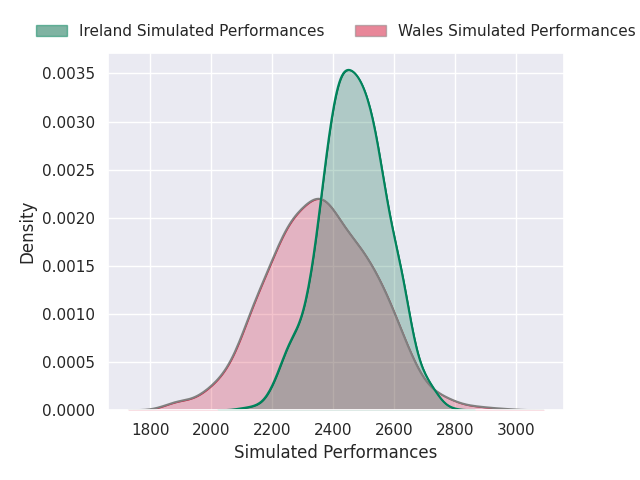 Ireland Simulated Performances Wales Simulated Performances
0.0035
0.0030
0.0025
0.0020
0.0015
0.0010
0.0005
0.0000
Density
1800 2000 2200 2400 2600 2800 3000
Simulated Performances